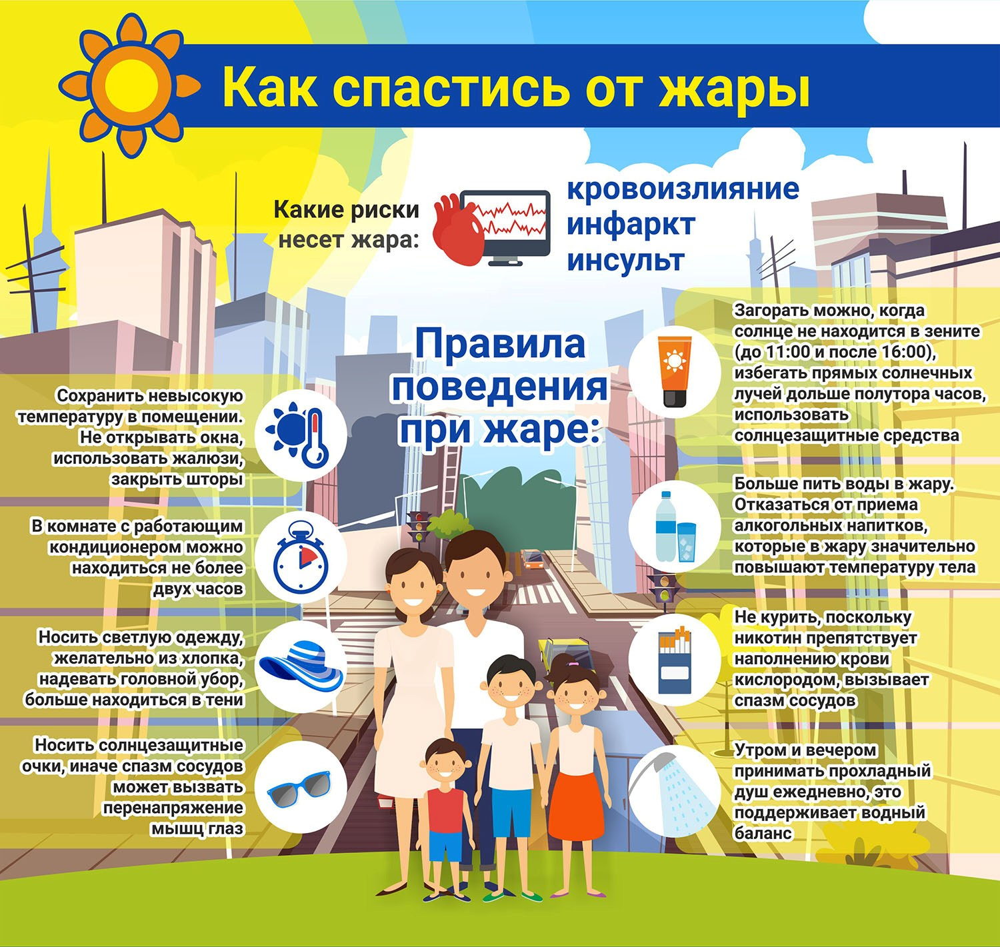 Как спастись от жары
Какие риски
несет жара:
кровоизлияние
инфаркт
инсульт
Правила
поведения
при жаре:
Сохранить невысокую
температуру в помещении.
Не открывать окна,
использовать жалюзи,
закрыть шторы
В комнате с работающим
кондиционером можно
находиться не более
двух часов
Носить светлую одежду,
желательно из хлопка,
надевать головной убор,
больше находиться в тени
Носить солнцезащитные
очки, иначе спазм сосудов
может вызвать
перенапряжение
мышц глаз
Загорать можно, когда
солнце не находится в зените
(до 11:00 и после 16:00),
избегать прямых солнечных
лучей дольше полутора часов,
использовать
солнцезащитные средства
Больше пить воды в жару.
Отказаться от приема
алкогольных напитков,
которые в жару значительно
повышают температуру тела
Не курить, поскольку
никотин препятствует
наполнению крови
кислородом, вызывает
спазм сосудов
Утром и вечером
принимать прохладный
душ ежедневно, это
поддерживает водный
баланс